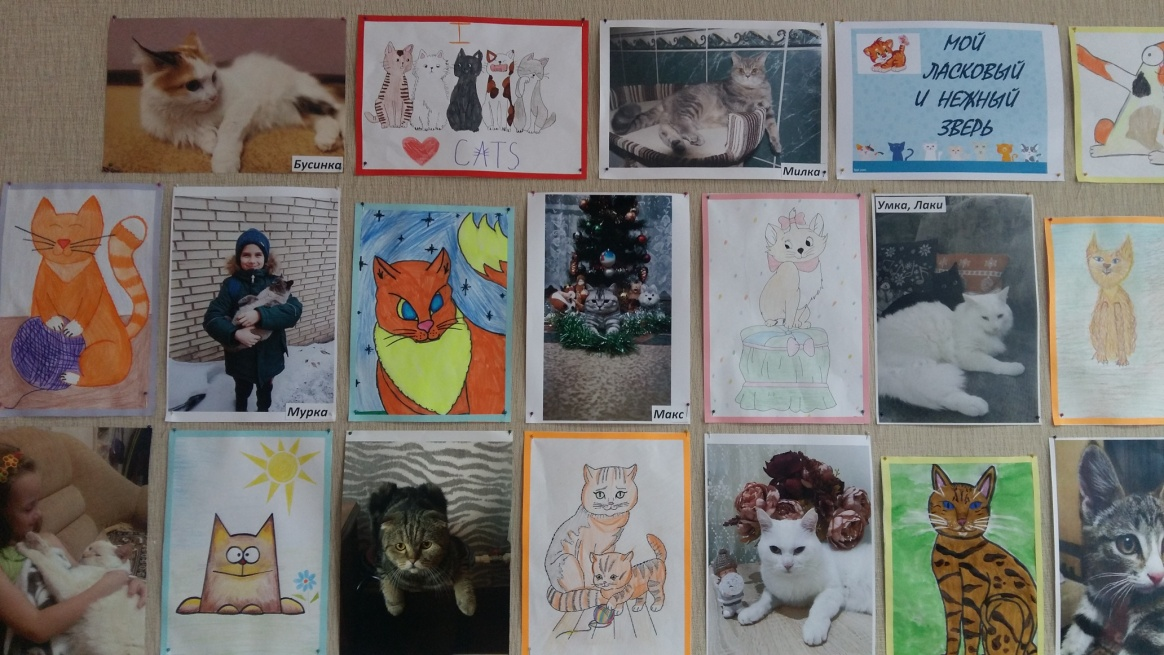 I
CATS
Бусинка
Милка
МОЙ
ЛАСКОВЫЙ
И НЕЖНЫЙ
ЗВЕРЬ
Мурка
Макс
Умка, Лаки